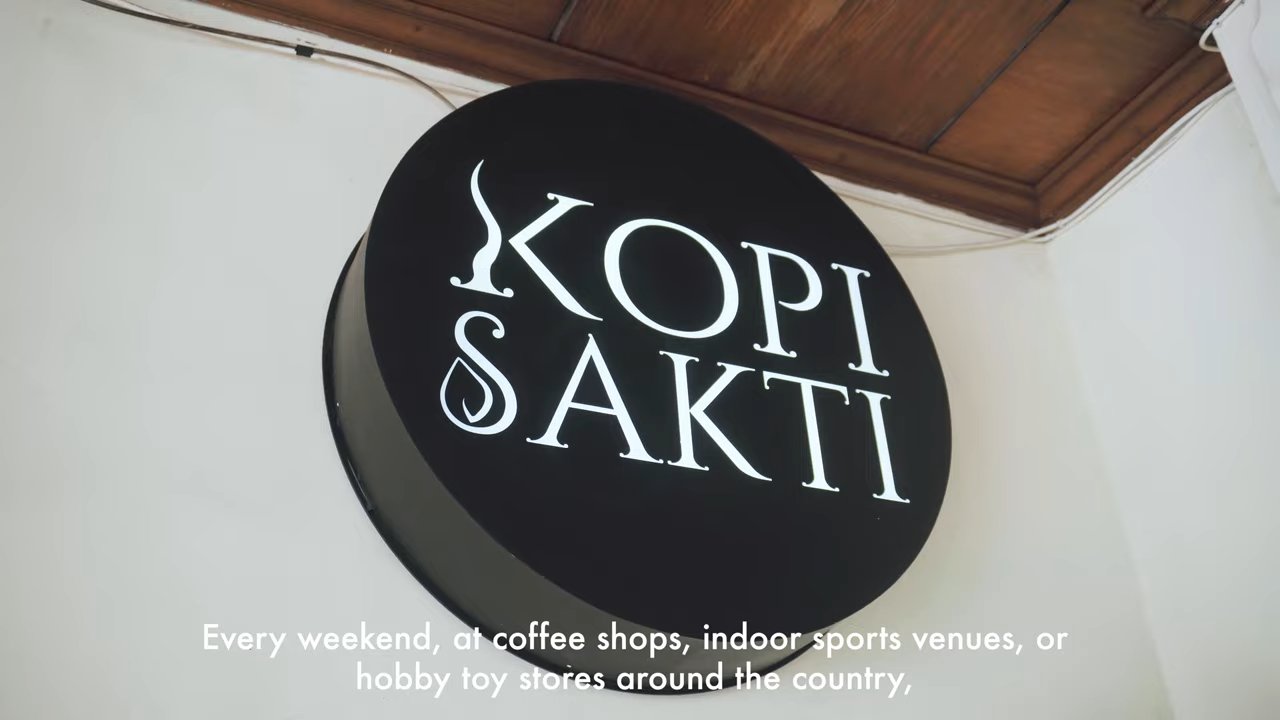 KOPI
SAKTI
Every weekend, at coffee shops, indoor sports venues, or
hobby toy stores around the country,